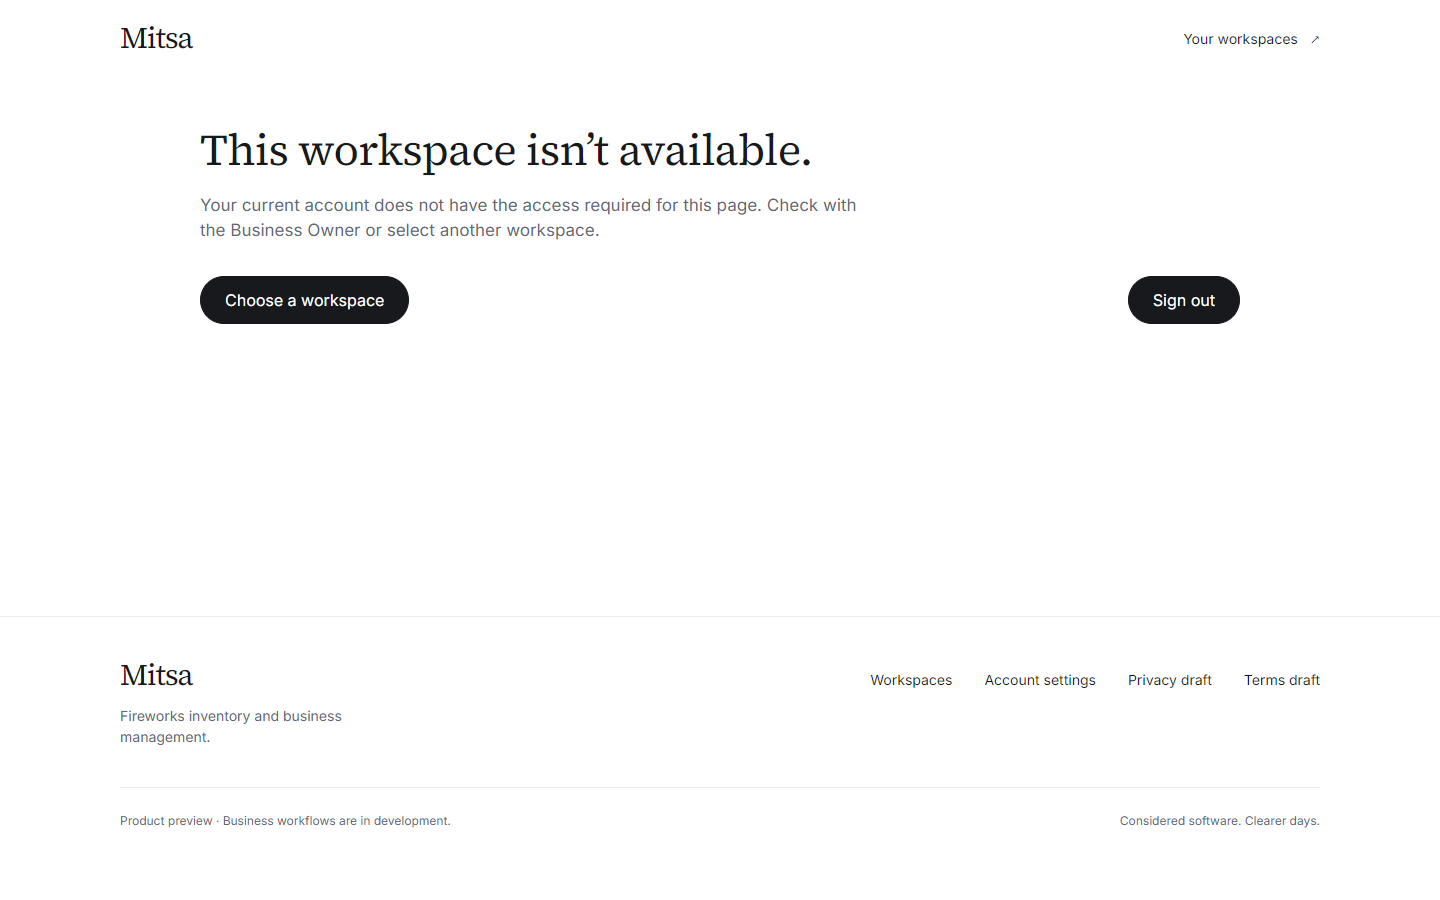 Mitsa
Your workspaces ↗
This workspace isn’t available.
Your current account does not have the access required for this page. Check with
the Business Owner or select another workspace.
Choose a workspace
Sign out
Mitsa
Workspaces
Account settings
Privacy draft
Terms draft
Fireworks inventory and business
management.
Product preview · Business workflows are in development.
Considered software. Clearer days.